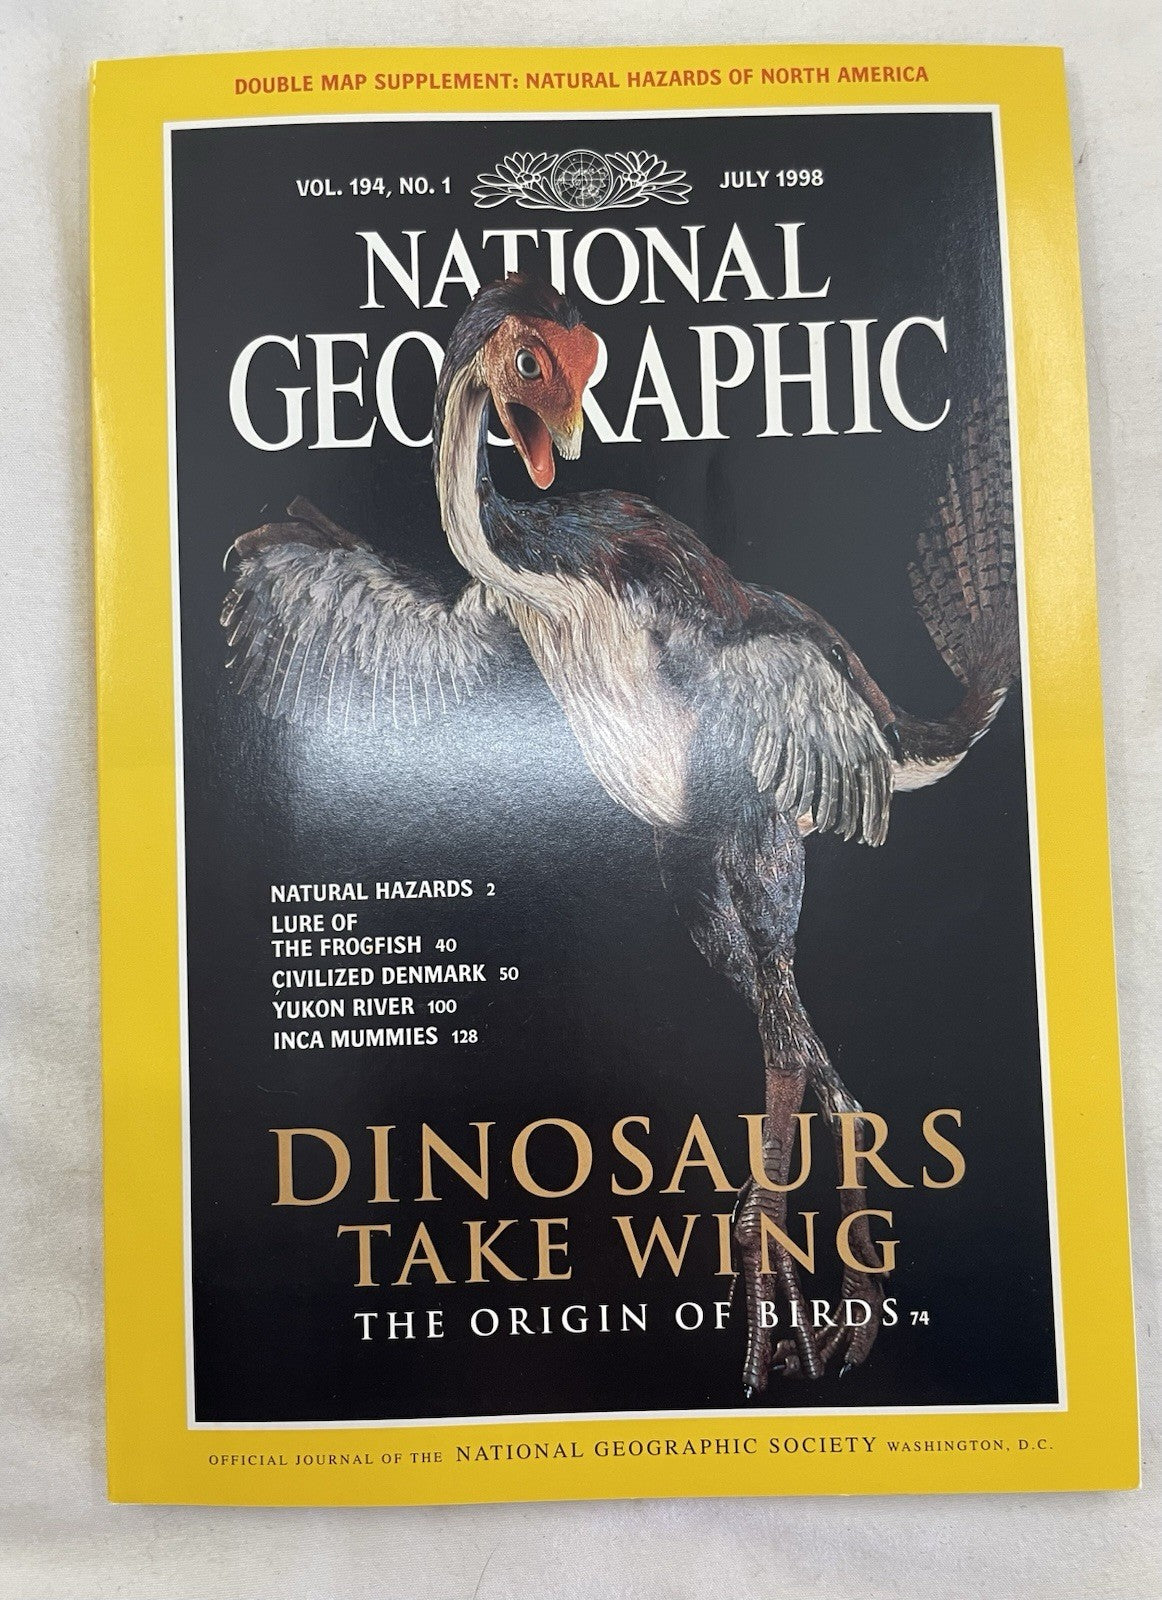 DOUBLE MAP SUPPLEMENT: NATURAL HAZARDS OF NORTH AMERICA
VOL. 194, NO. 1
JULY 1998
NATIONAL
GEOGRAPHIC
NATURAL HAZARDS 2
LURE OF
THE FROGFISH 40
CIVILIZED DENMARK 50
YUKON RIVER 100
INCA MUMMIES 128
DINOSAURS
TAKE WING
THE ORIGIN OF BIRDS 74
OFFICIAL JOURNAL OF THE NATIONAL GEOGRAPHIC SOCIETY WASHINGTON, D.C.